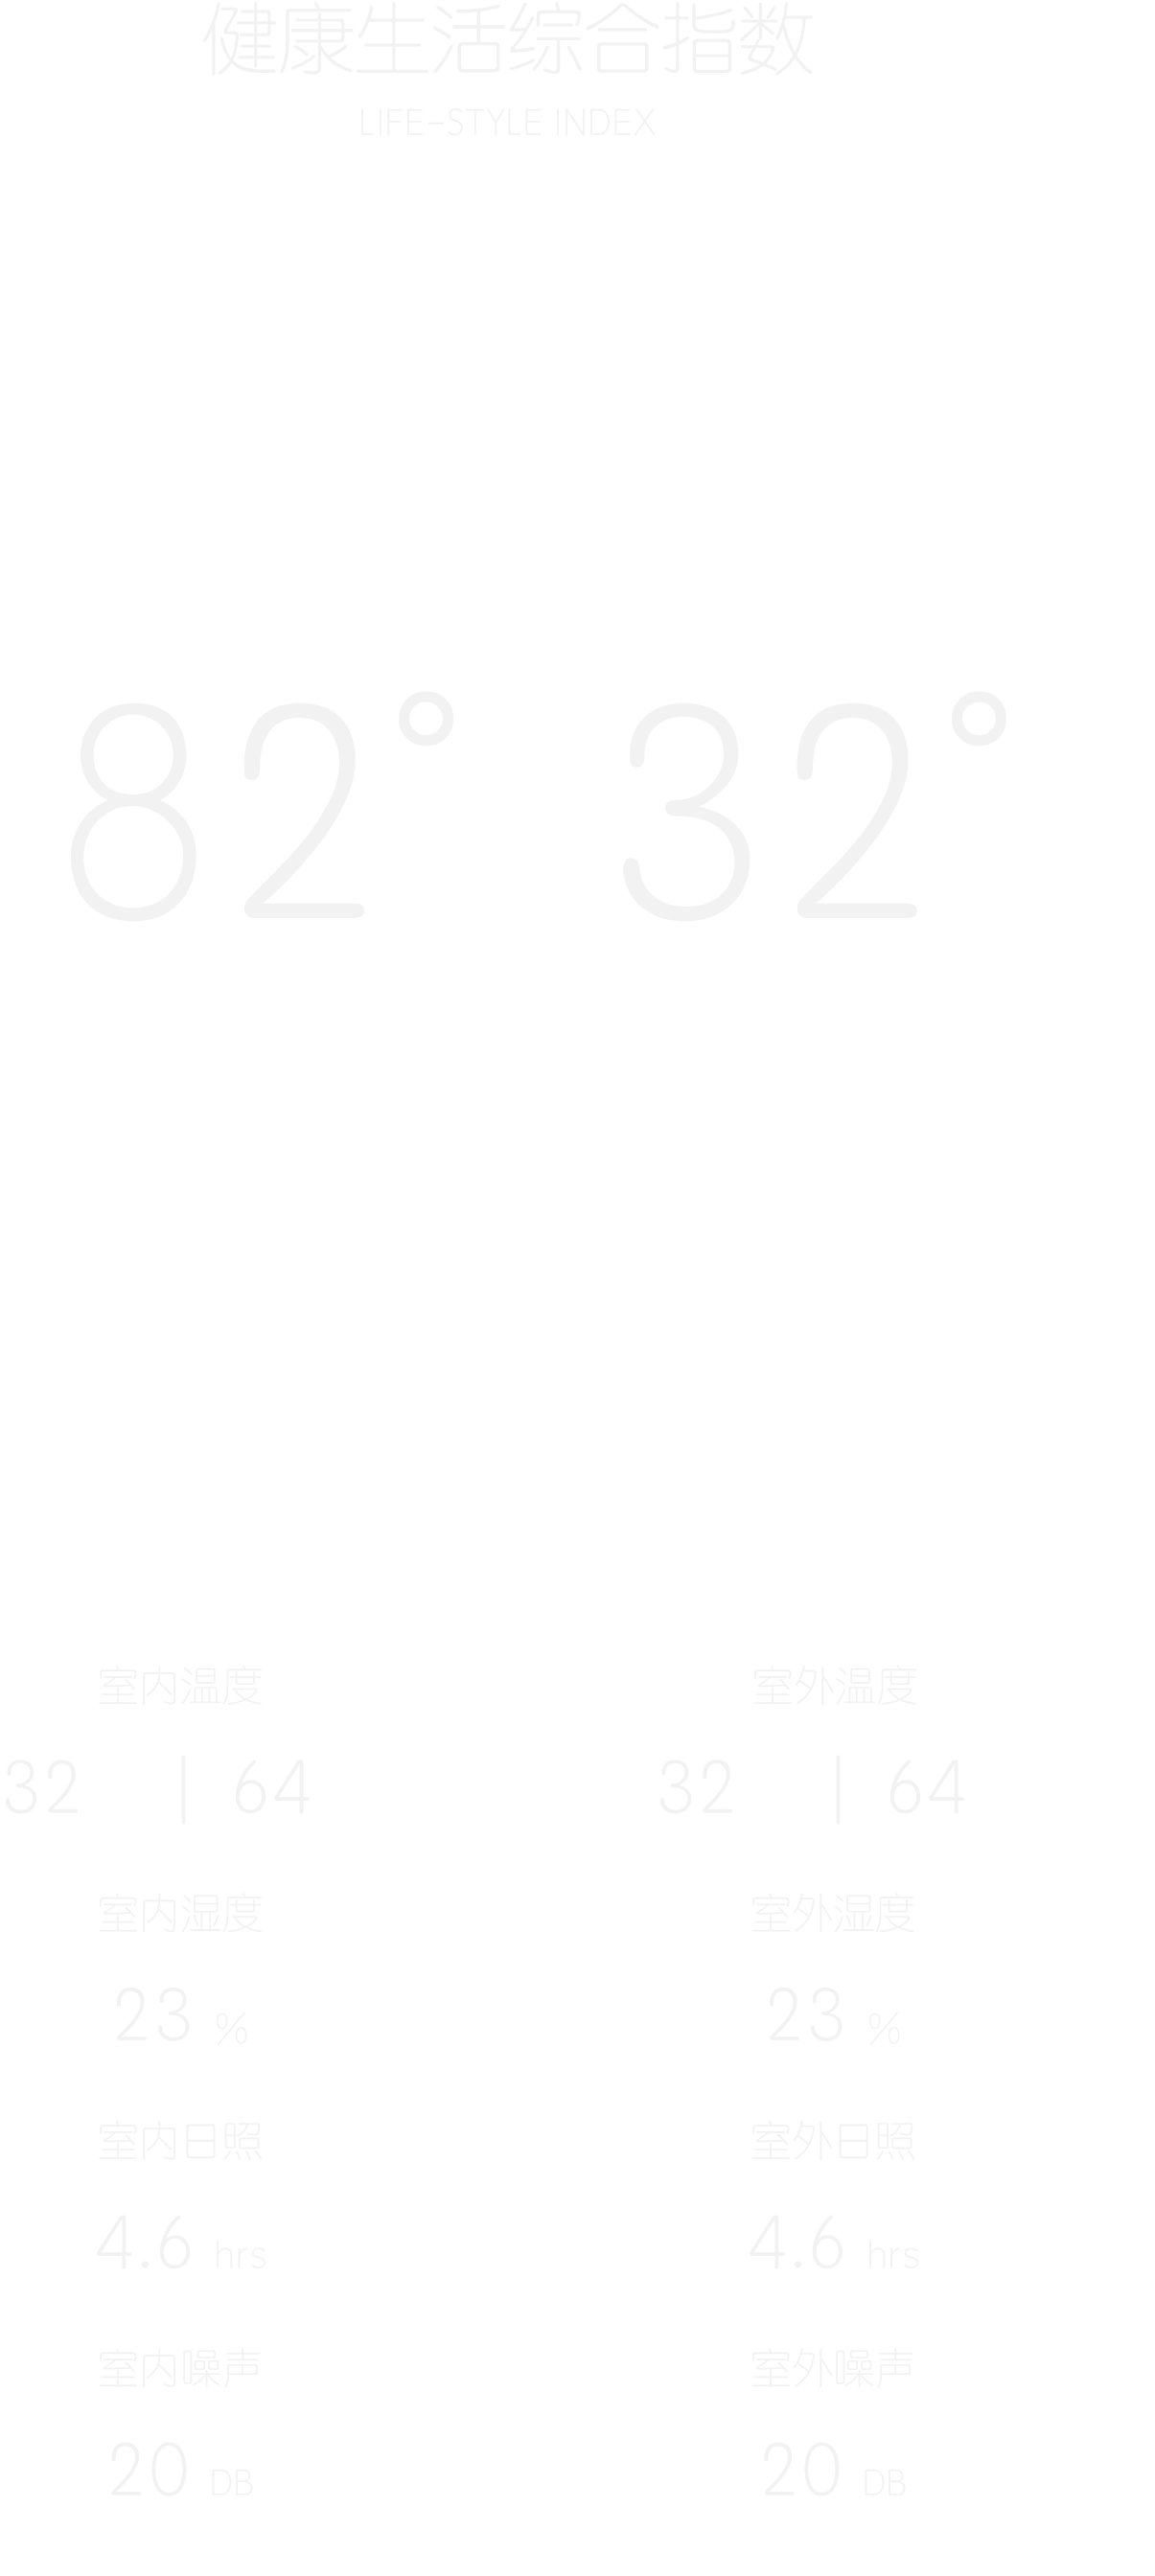 健康生活综合指数
LIFE-STYLE INDEX
82° 32°
室内温度 室外温度
32 | 64 32 | 64
室内湿度 室外湿度
23 % 23 %
室内日照 室外日照
4.6 hrs 4.6 hrs
室内噪声 室外噪声
20 DB 20 DB